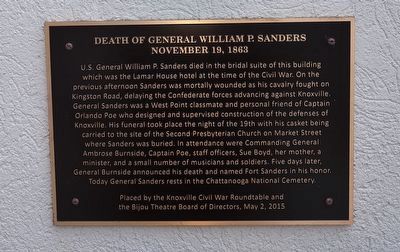 DEATH OF GENERAL WILLIAM P. SANDERS
NOVEMBER 19, 1863
U.S. General William P. Sanders died in the bridal suite of this building
which was the Lamar House hotel at the time of the Civil War. On the
previous afternoon Sanders was mortally wounded as his cavalry fought on
Kingston Road, delaying the Confederate forces advancing against Knoxville.
General Sanders was a West Point classmate and personal friend of Captain
Orlando Poe who designed and supervised construction of the defenses of
Knoxville. His funeral took place the night of the 19th with his casket being
carried to the site of the Second Presbyterian Church on Market Street
where Sanders was buried. In attendance were Commanding General
Ambrose Burnside, Captain Poe, staff officers, Sue Boyd, her mother, a
minister, and a small number of musicians and soldiers. Five days later,
General Burnside announced his death and named Fort Sanders in his honor.
Today General Sanders rests in the Chattanooga National Cemetery.
Placed by the Knoxville Civil War Roundtable and
the Bijou Theatre Board of Directors, May 2, 2015